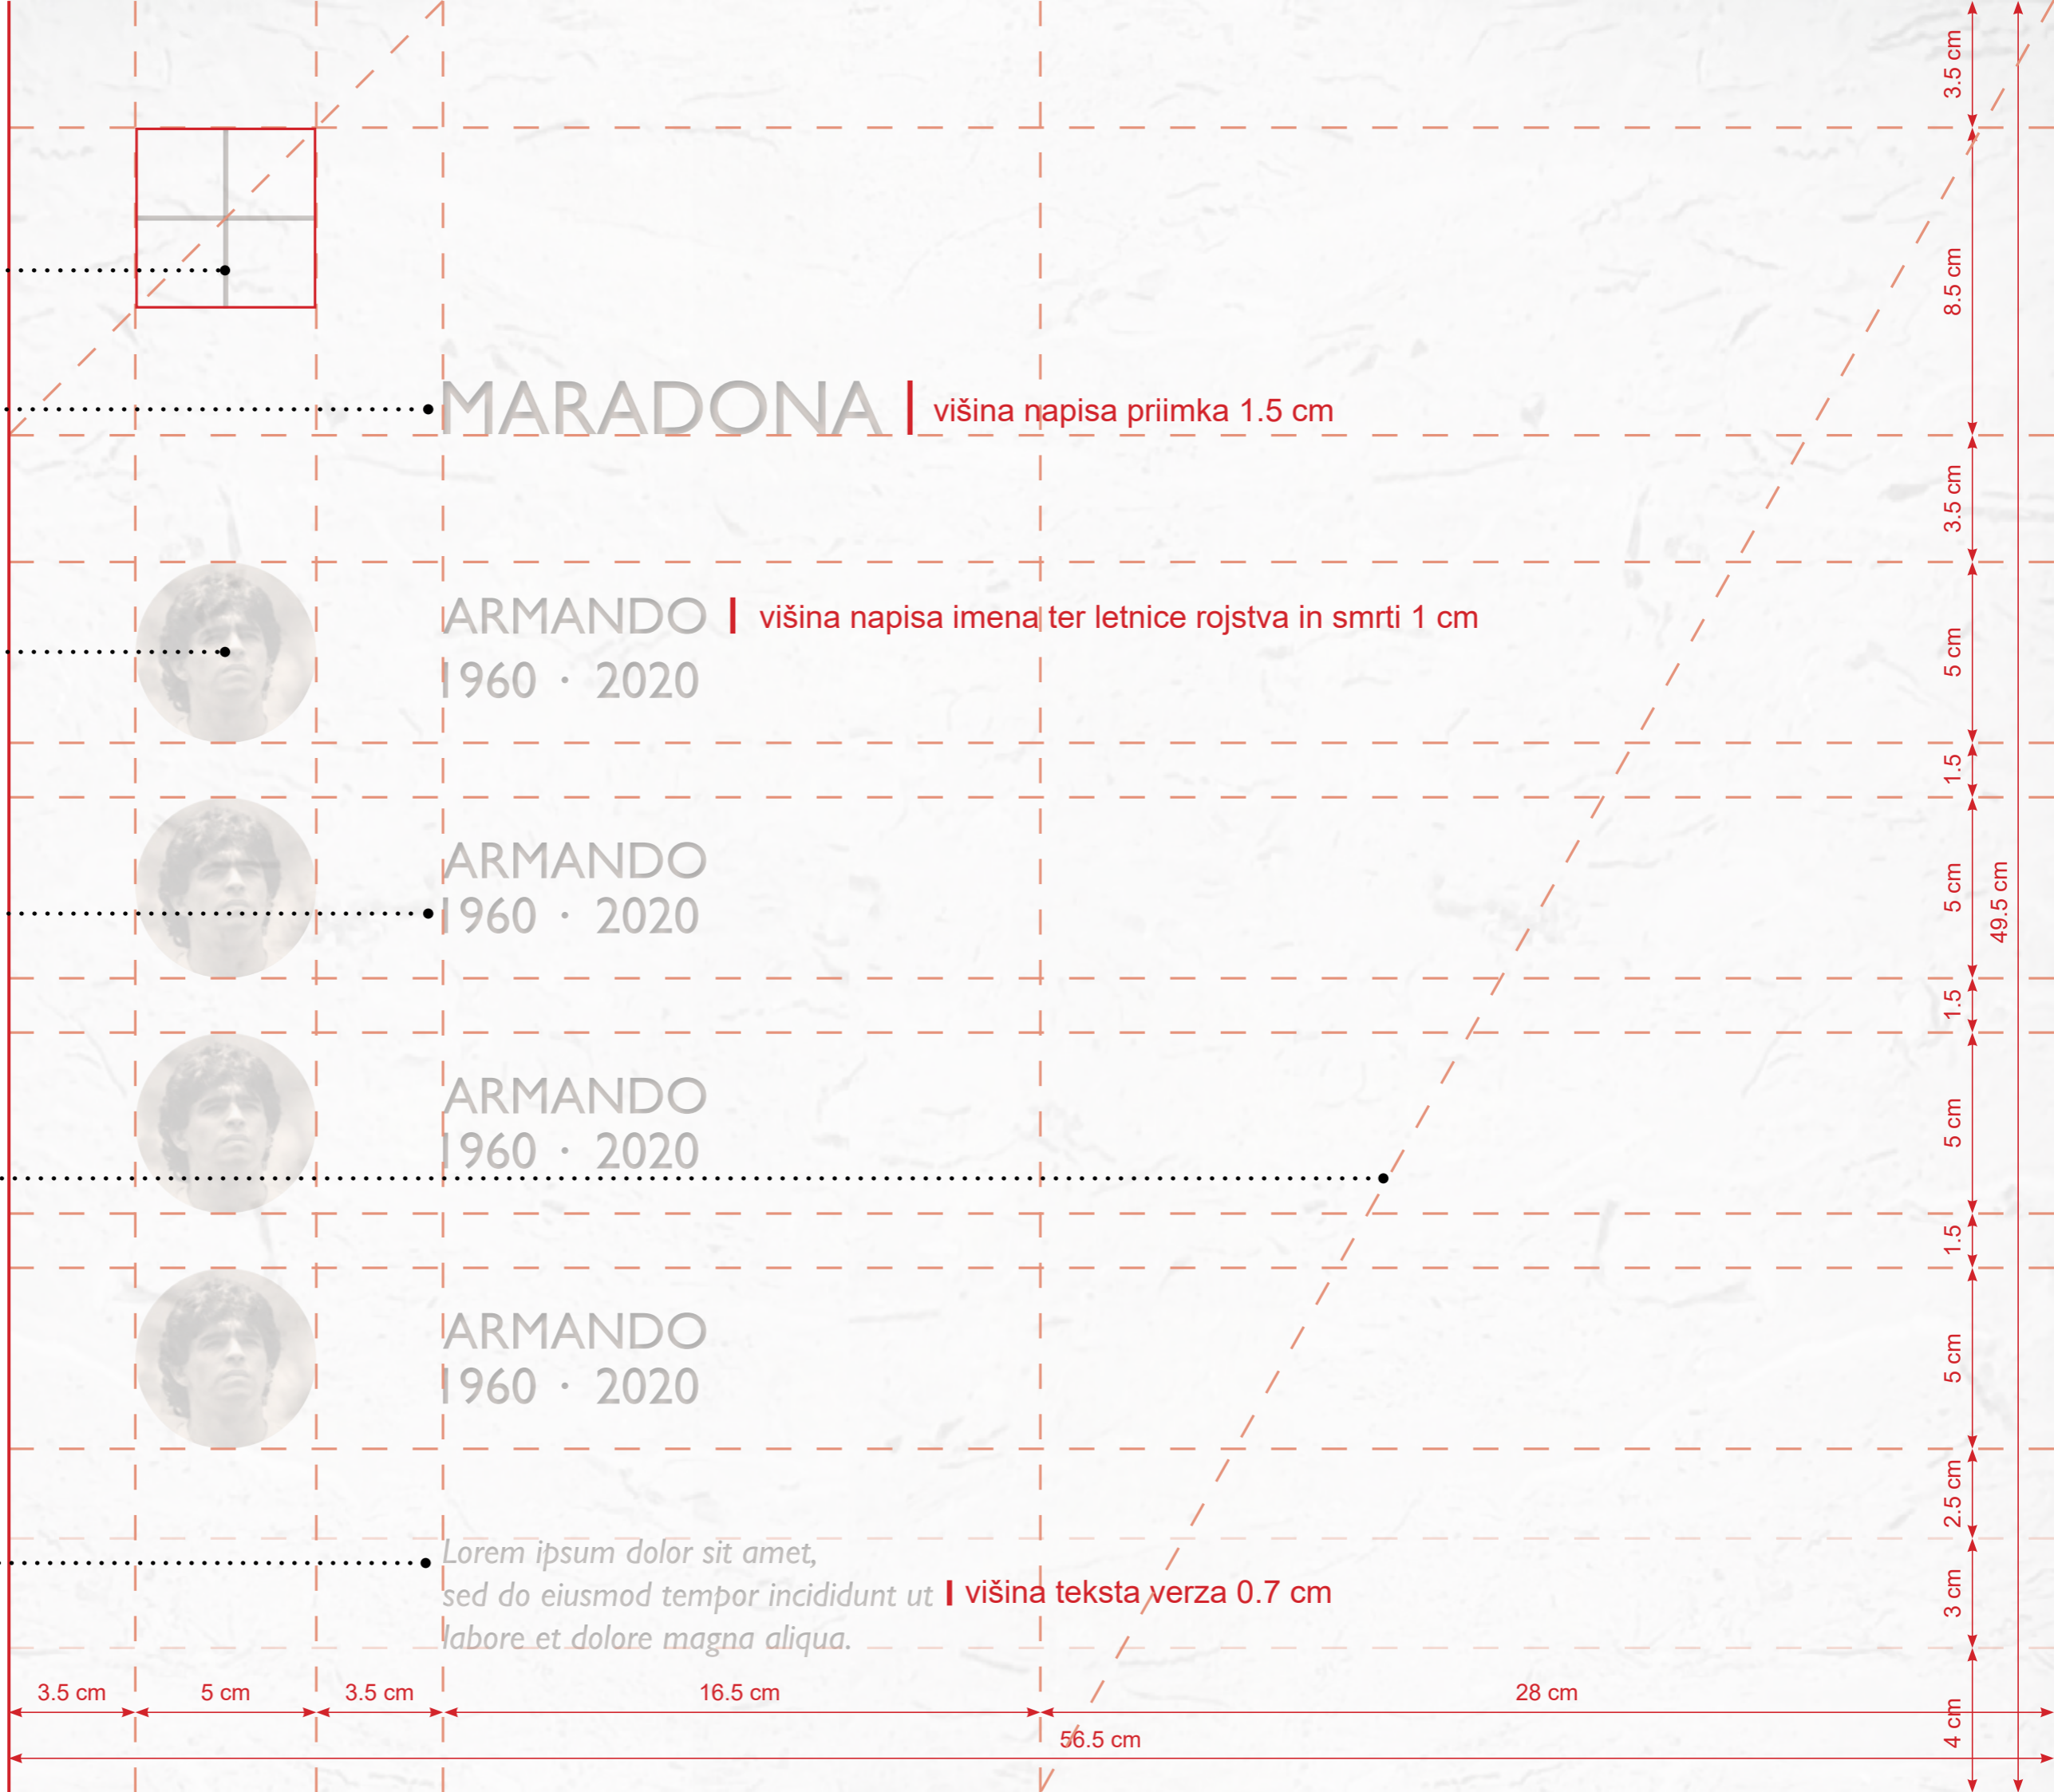 3.5 cm
8.5 cm
MARADONA
višina napisa priimka 1.5 cm
3.5 cm
ARMANDO
višina napisa imena ter letnice rojstva in smrti 1 cm
1960 · 2020
5 cm
1.5
ARMANDO
1960 · 2020
5 cm
49.5 cm
1.5
ARMANDO
1960 · 2020
5 cm
1.5
ARMANDO
1960 · 2020
5 cm
2.5 cm
Lorem ipsum dolor sit amet,
sed do eiusmod tempor incididunt ut
višina teksta verza 0.7 cm
labore et dolore magna aliqua.
3 cm
3.5 cm
5 cm
3.5 cm
16.5 cm
28 cm
4 cm
56.5 cm